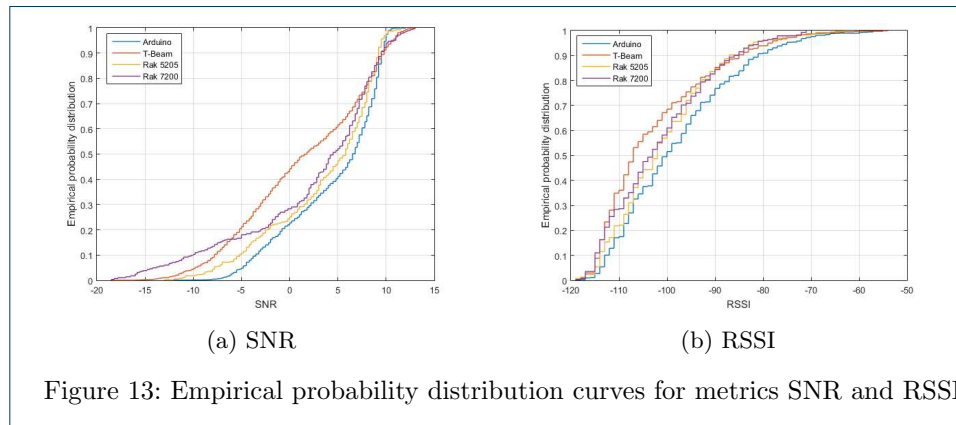 1
0.9
0.8
0.7
0.6
0.5
0.4
0.3
0.2
0.1
0
Empirical probability distribution
Arduino
T-Beam
Rak 5205
Rak 7200
-20 -15 -10 -5 0 5 10 15
SNR
1
0.9
0.8
0.7
0.6
0.5
0.4
0.3
0.2
0.1
0
Empirical probability distribution
Arduino
T-Beam
Rak 5205
Rak 7200
-120 -110 -100 -90 -80 -70 -60 -50
RSSI
(a) SNR
(b) RSSI
Figure 13: Empirical probability distribution curves for metrics SNR and RSSI